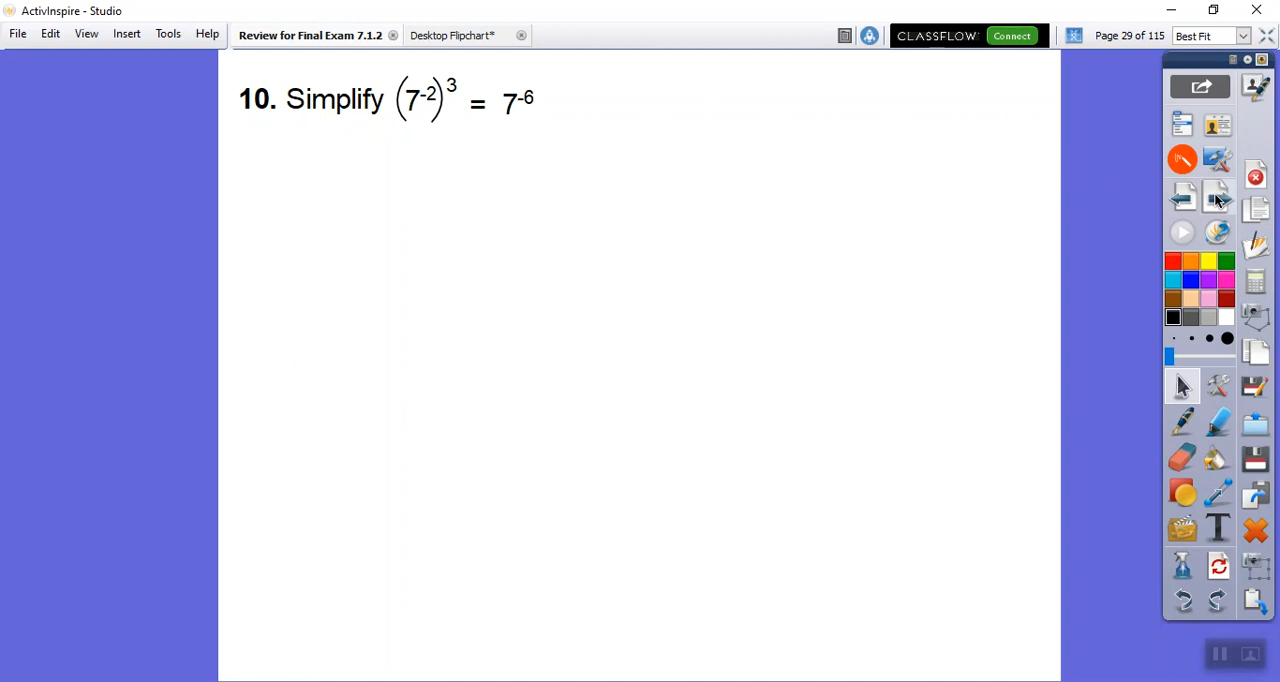 ActivInspire - Studio
File Edit View Insert Tools Help Review for Final Exam 7.1.2 Desktop Flipchart* CLASSFLOW Connect Page 29 of 115 Best Fit
10. Simplify (7⁻²)³ = 7⁻⁶